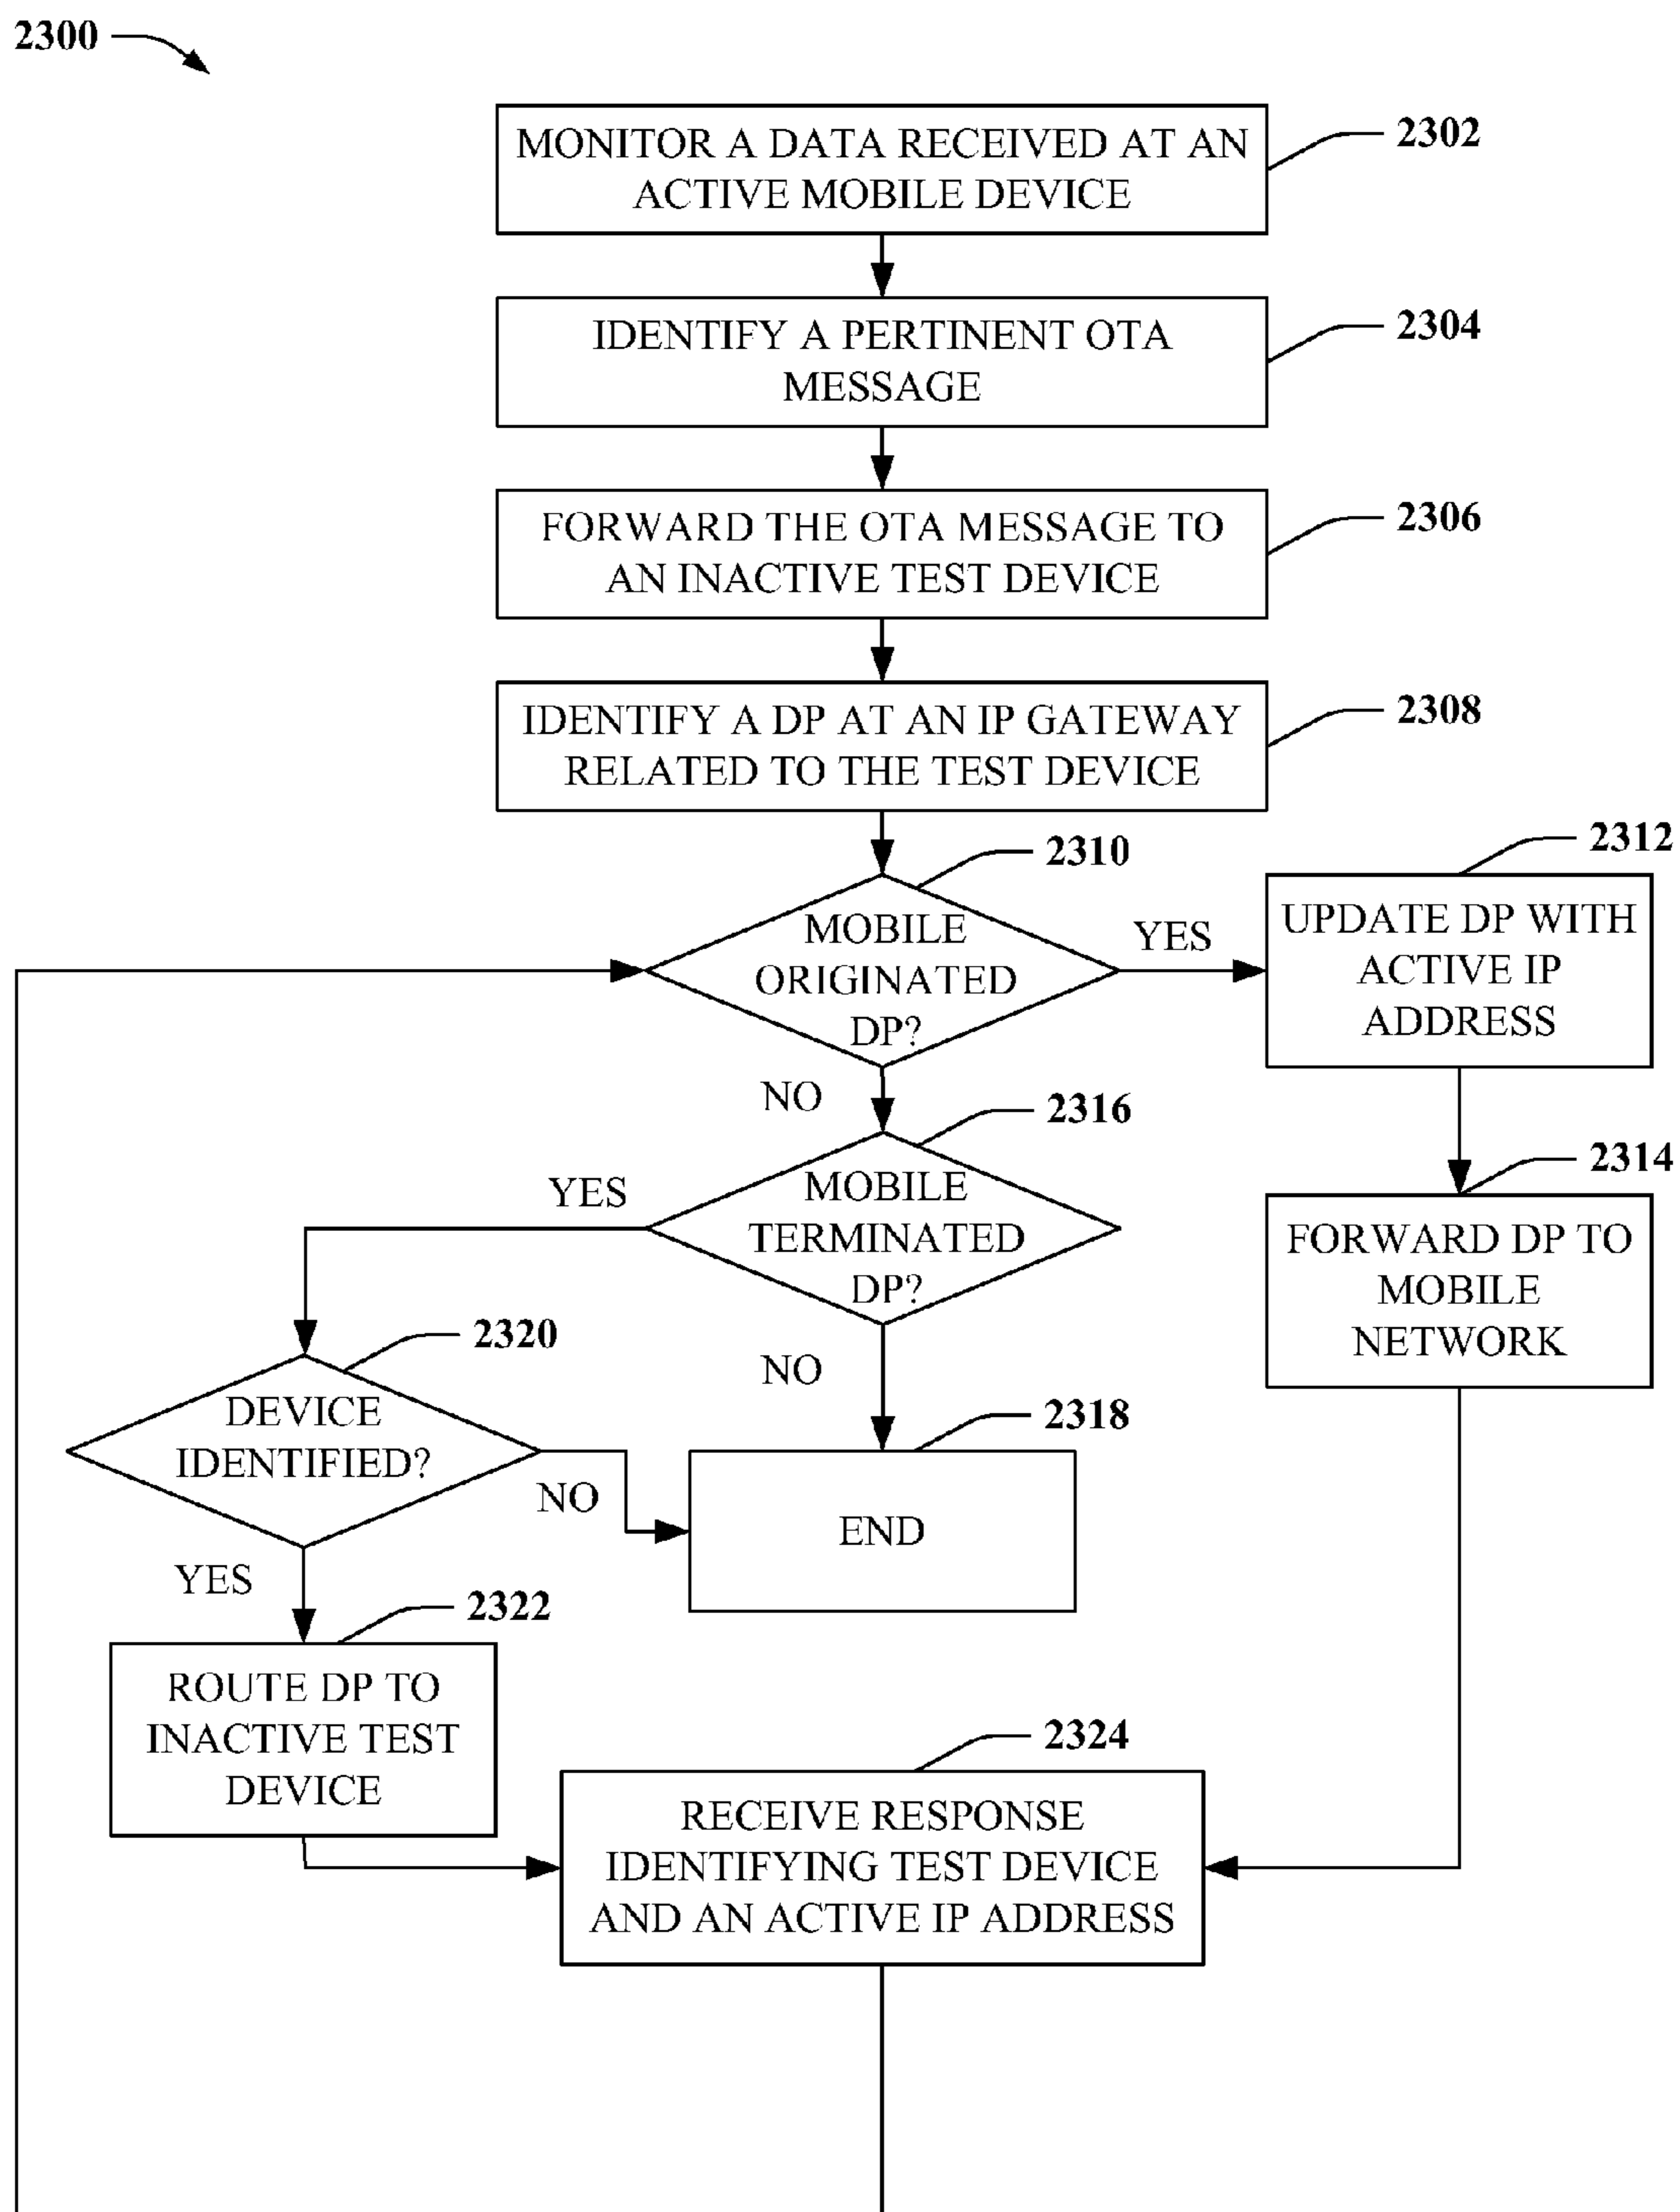 2300
MONITOR A DATA RECEIVED AT AN
ACTIVE MOBILE DEVICE
2302
IDENTIFY A PERTINENT OTA
MESSAGE
2304
FORWARD THE OTA MESSAGE TO
AN INACTIVE TEST DEVICE
2306
IDENTIFY A DP AT AN IP GATEWAY
RELATED TO THE TEST DEVICE
2308
MOBILE
ORIGINATED
DP?
2310
YES
UPDATE DP WITH
ACTIVE IP
ADDRESS
2312
NO
FORWARD DP TO
MOBILE
NETWORK
2314
MOBILE
TERMINATED
DP?
2316
YES
NO
DEVICE
IDENTIFIED?
2320
NO
END
2318
YES
ROUTE DP TO
INACTIVE TEST
DEVICE
2322
RECEIVE RESPONSE
IDENTIFYING TEST DEVICE
AND AN ACTIVE IP ADDRESS
2324